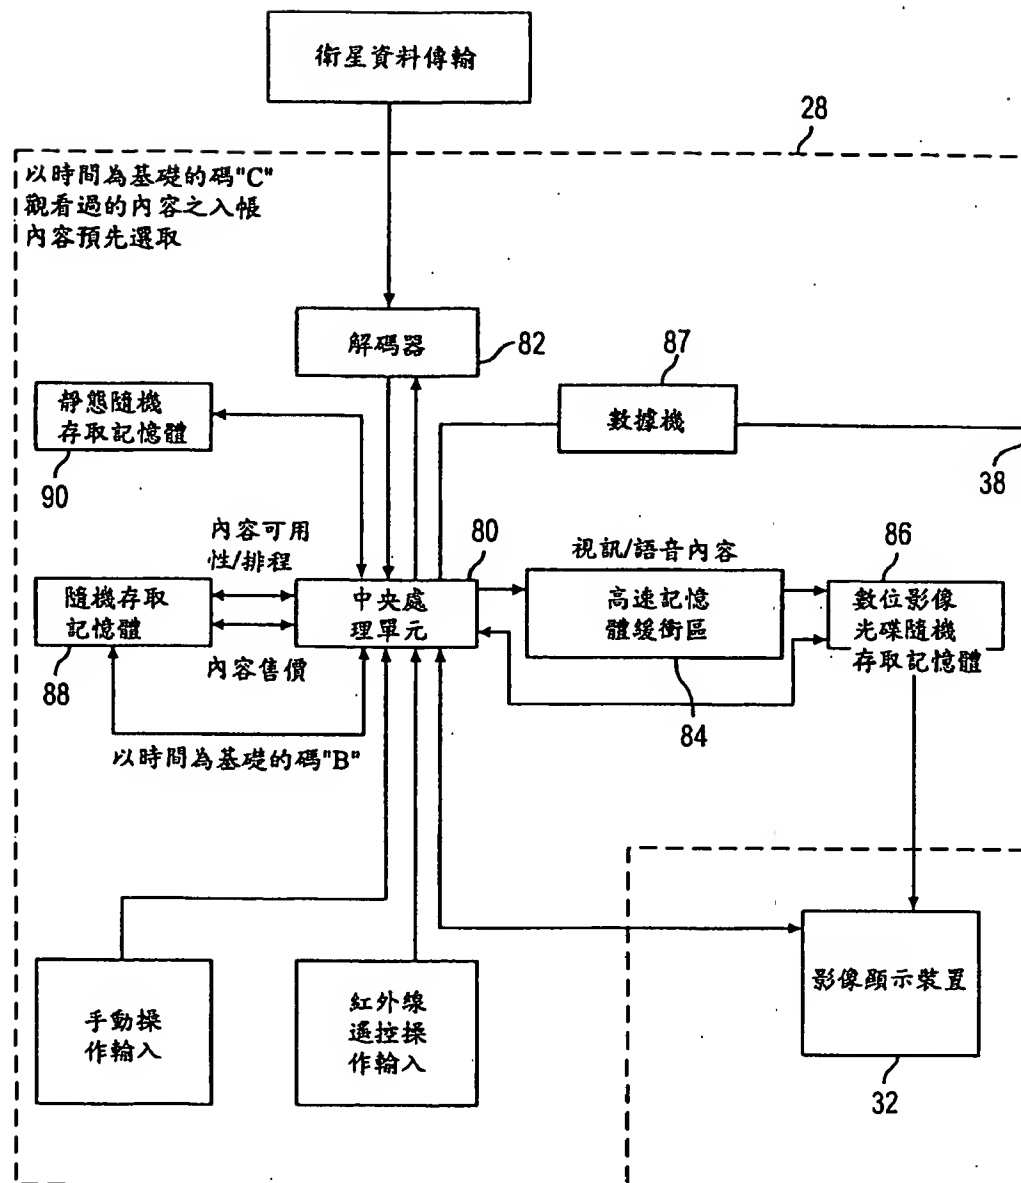 衛星資料傳輸
28
以時間為基礎的碼"C"
觀看過的內容之入帳
內容預先選取
解碼器
82
87
數據機
靜態隨機
存取記憶體
90
38
內容可用
性/排程
80
視訊/語音內容
86
隨機存取
記憶體
中央處
理單元
高速記憶
體緩衝區
數位影像
光碟隨機
存取記憶體
88
內容售價
84
以時間為基礎的碼"B"
手動操
作輸入
紅外線
遙控操
作輸入
影像顯示裝置
32